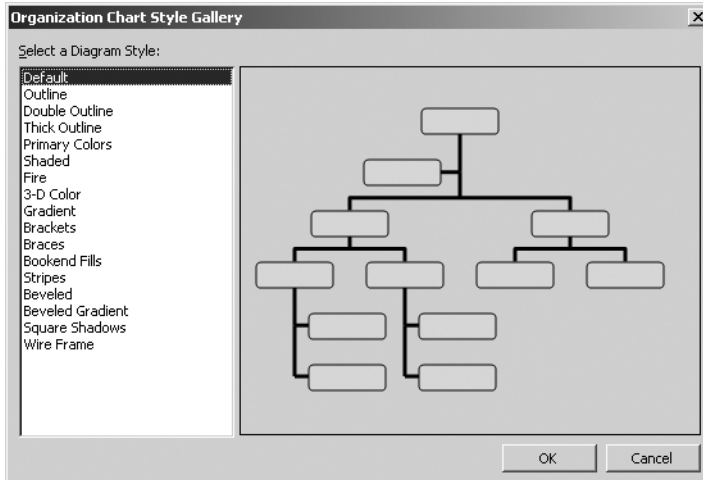 Organization Chart Style Gallery
Select a Diagram Style:
Default
Outline
Double Outline
Thick Outline
Primary Colors
Shaded
Fire
3-D Color
Gradient
Brackets
Braces
Bookend Fills
Stripes
Beveled
Beveled Gradient
Square Shadows
Wire Frame
OK
Cancel